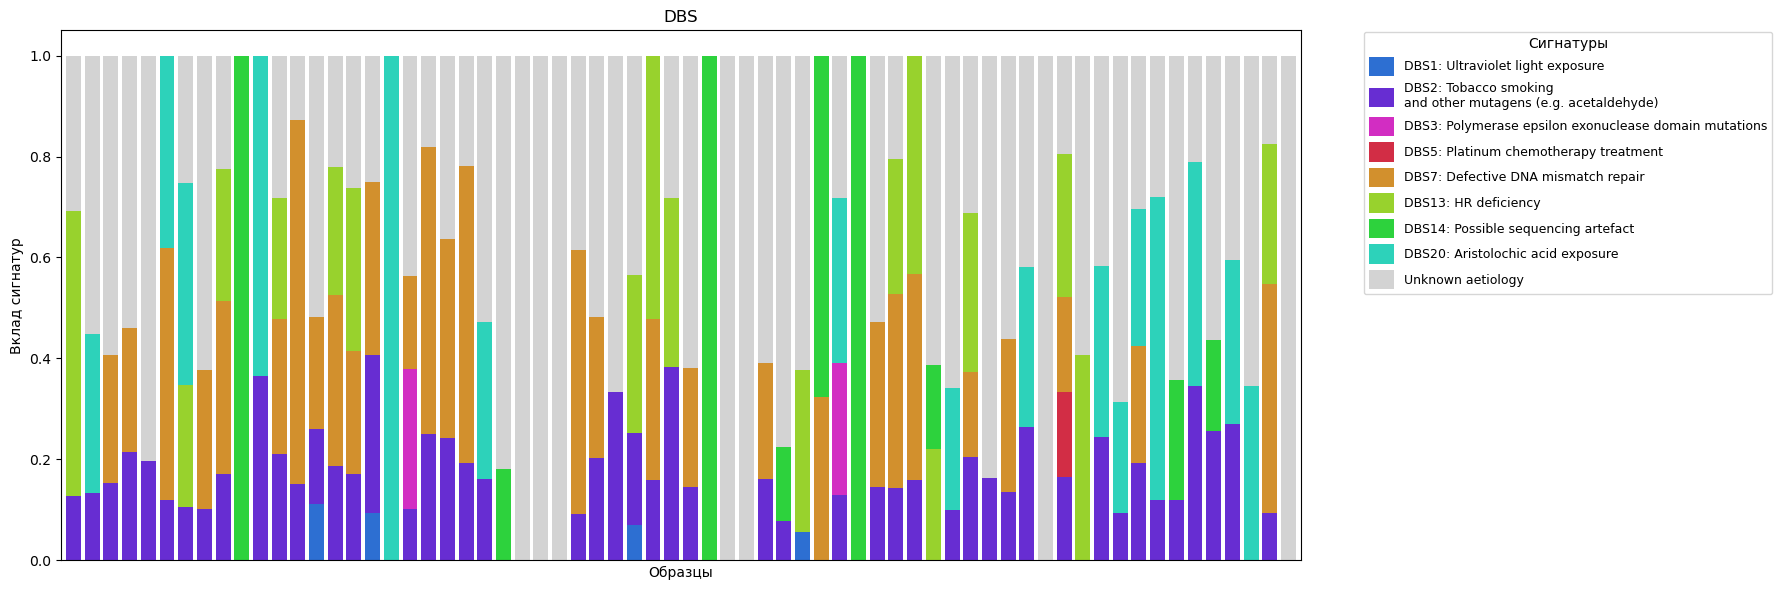 DBS
Вклад сигнатур
1.0
0.8
0.6
0.4
0.2
0.0
Образцы
Сигнатуры
DBS1: Ultraviolet light exposure
DBS2: Tobacco smoking
and other mutagens (e.g. acetaldehyde)
DBS3: Polymerase epsilon exonuclease domain mutations
DBS5: Platinum chemotherapy treatment
DBS7: Defective DNA mismatch repair
DBS13: HR deficiency
DBS14: Possible sequencing artefact
DBS20: Aristolochic acid exposure
Unknown aetiology